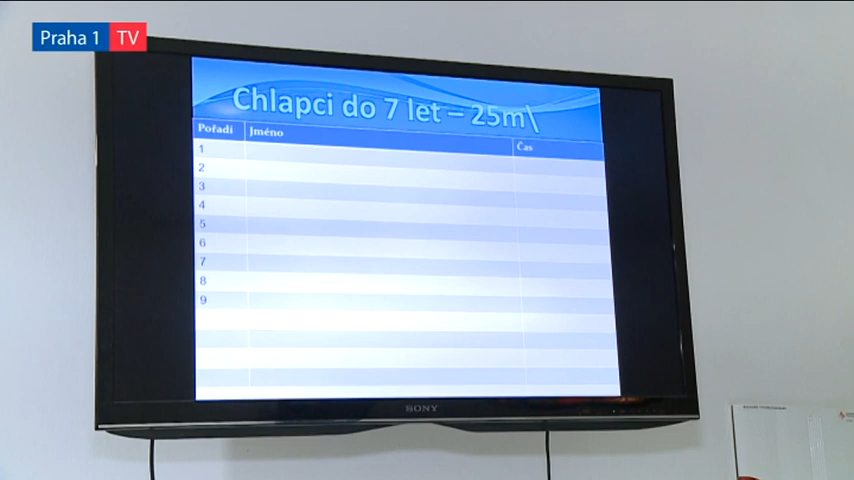 Praha 1 TV
Chlapci do 7 let – 25m\
Pořadí Jméno Čas
1
2
3
4
5
6
7
8
9
SONY